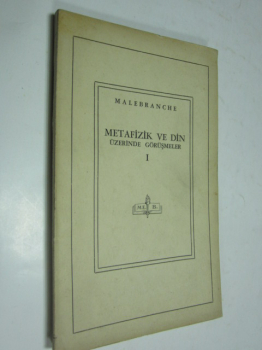 MALEBRANCHE
METAFİZİK VE DİN
ÜZERİNDE GÖRÜŞMELER
I